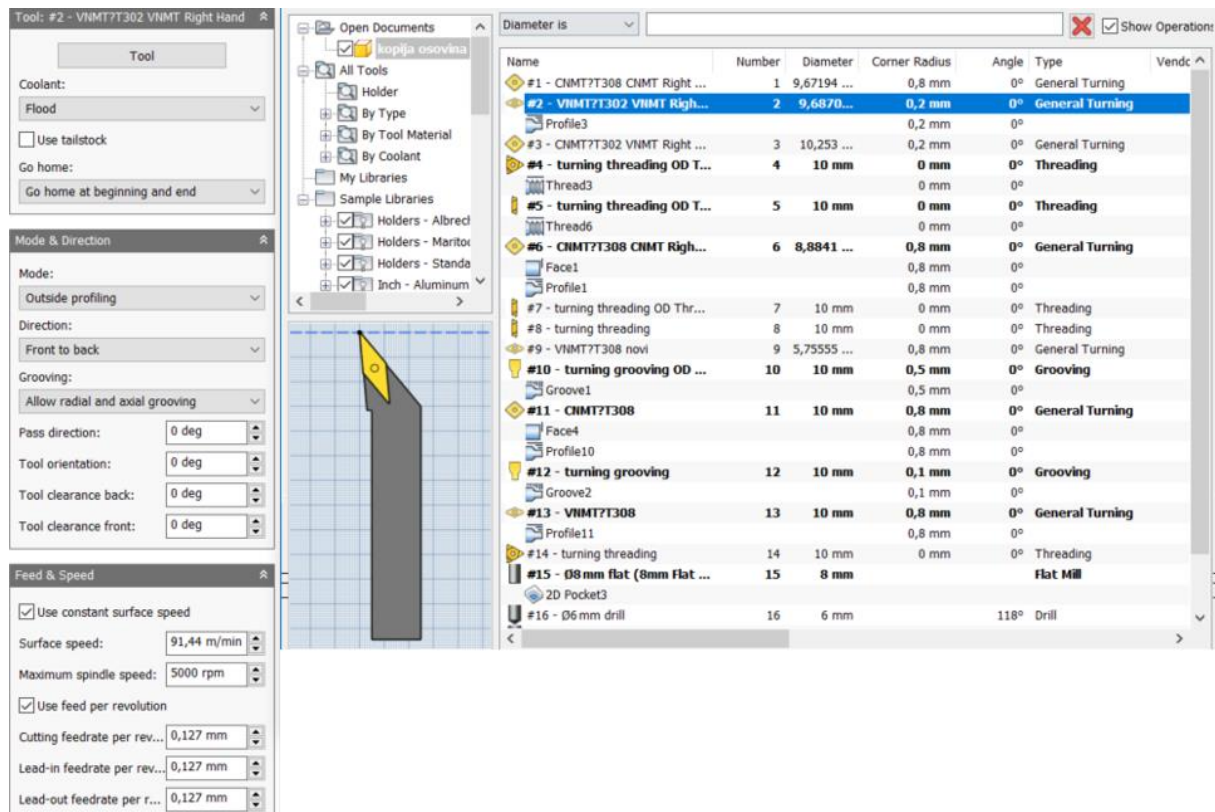 Tool: #2 - VNMT?T302 VNMT Right Hand
Tool
Coolant:
Flood
Use tailstock
Go home:
Go home at beginning and end
Mode & Direction
Mode:
Outside profiling
Direction:
Front to back
Grooving:
Allow radial and axial grooving
Pass direction: 0 deg
Tool orientation: 0 deg
Tool clearance back: 0 deg
Tool clearance front: 0 deg
Feed & Speed
Use constant surface speed
Surface speed: 91,44 m/min
Maximum spindle speed: 5000 rpm
Use feed per revolution
Cutting feedrate per rev... 0,127 mm
Lead-in feedrate per rev... 0,127 mm
Lead-out feedrate per r... 0,127 mm
Open Documents
kopija osovina
All Tools
Holder
By Type
By Tool Material
By Coolant
My Libraries
Sample Libraries
Holders - Albrecl
Holders - Marito
Holders - Standa
Inch - Aluminum
Diameter is
Show Operations
Name Number Diameter Corner Radius Angle Type Vendo
#1 - CNMT?T308 CNMT Right ... 1 9,67194 ... 0,8 mm 0° General Turning
#2 - VNMT?T302 VNMT Righ... 2 9,6870... 0,2 mm 0° General Turning
Profile3 0,2 mm 0°
#3 - CNMT?T302 VNMT Right ... 3 10,253 ... 0,2 mm 0° General Turning
#4 - turning threading OD T... 4 10 mm 0 mm 0° Threading
Thread3 0 mm 0°
#5 - turning threading OD T... 5 10 mm 0 mm 0° Threading
Thread6 0 mm 0°
#6 - CNMT?T308 CNMT Righ... 6 8,8841 ... 0,8 mm 0° General Turning
Face1 0,8 mm 0°
Profile1 0,8 mm 0°
#7 - turning threading OD Thr... 7 10 mm 0 mm 0° Threading
#8 - turning threading 8 10 mm 0 mm 0° Threading
#9 - VNMT?T308 novi 9 5,75555 ... 0,8 mm 0° General Turning
#10 - turning grooving OD ... 10 10 mm 0,5 mm 0° Grooving
Groove1 0,5 mm 0°
#11 - CNMT?T308 11 10 mm 0,8 mm 0° General Turning
Face4 0,8 mm 0°
Profile10 0,8 mm 0°
#12 - turning grooving 12 10 mm 0,1 mm 0° Grooving
Groove2 0,1 mm 0°
#13 - VNMT?T308 13 10 mm 0,8 mm 0° General Turning
Profile11 0,8 mm 0°
#14 - turning threading 14 10 mm 0 mm 0° Threading
#15 - Ø8 mm flat (8mm Flat ... 15 8 mm Flat Mill
2D Pocket3
#16 - Ø6 mm drill 16 6 mm 118° Drill